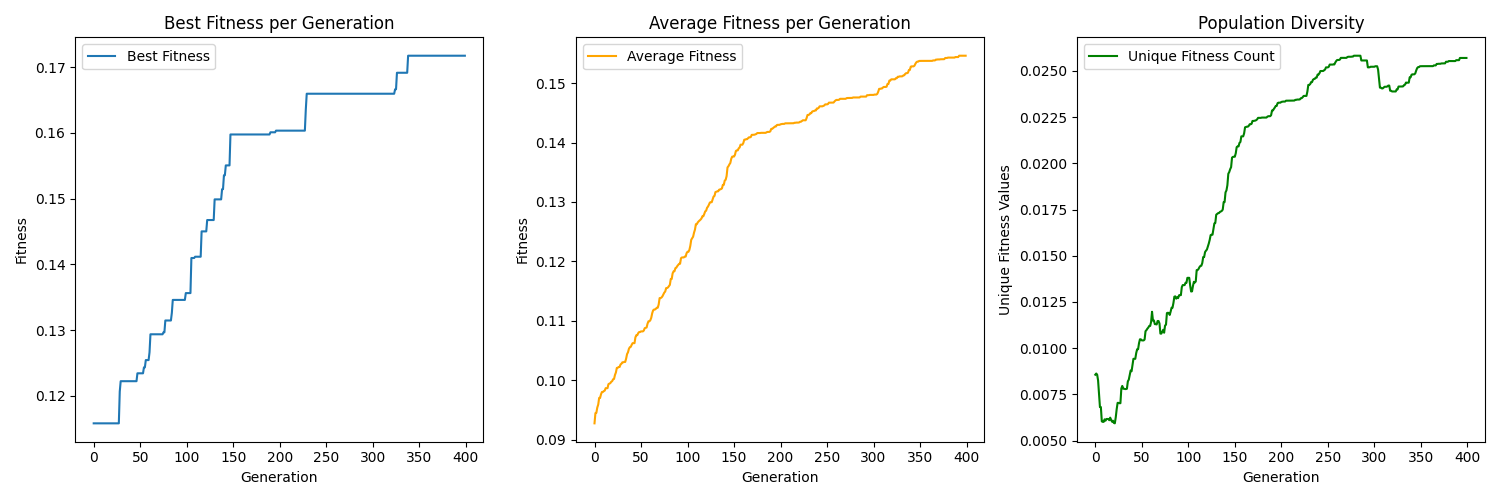 Best Fitness per Generation
Best Fitness
0.17
0.16
0.15
0.14
0.13
0.12
Fitness
0 50 100 150 200 250 300 350 400
Generation
Average Fitness per Generation
Average Fitness
0.15
0.14
0.13
0.12
0.11
0.10
0.09
Fitness
0 50 100 150 200 250 300 350 400
Generation
Population Diversity
Unique Fitness Count
0.0250
0.0225
0.0200
0.0175
0.0150
0.0125
0.0100
0.0075
0.0050
Unique Fitness Values
0 50 100 150 200 250 300 350 400
Generation